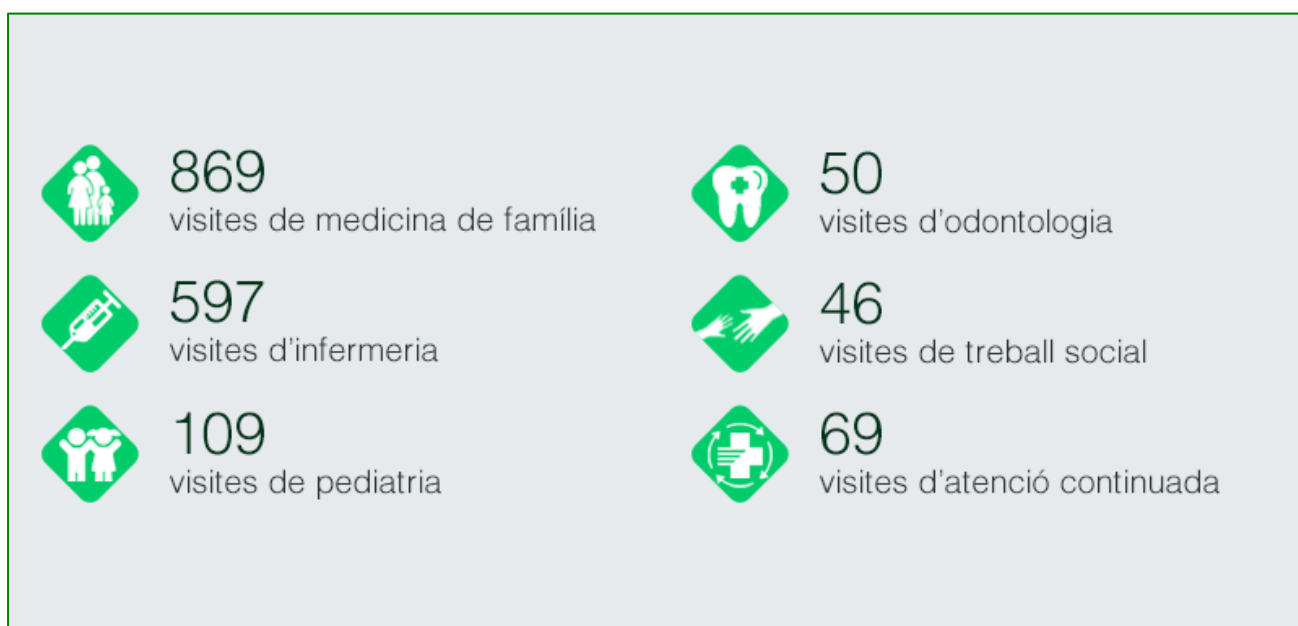 869
visites de medicina de família
597
visites d'infermeria
109
visites de pediatria
50
visites d'odontologia
46
visites de treball social
69
visites d'atenció continuada